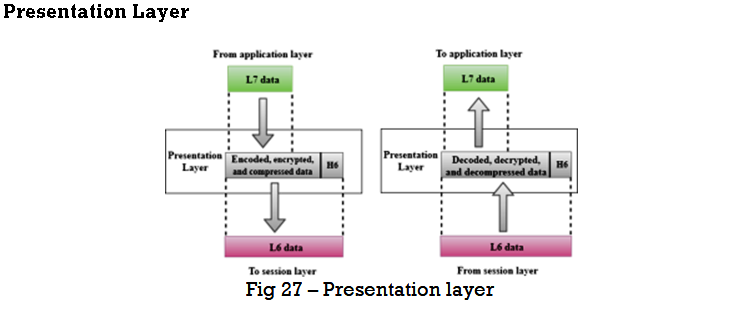 Presentation Layer
From application layer
L7 data
Presentation
Layer
Encoded, encrypted,
and compressed data
H6
L6 data
To session layer
To application layer
L7 data
Presentation
Layer
Decoded, decrypted,
and decompressed data
H6
L6 data
From session layer
Fig 27 – Presentation layer